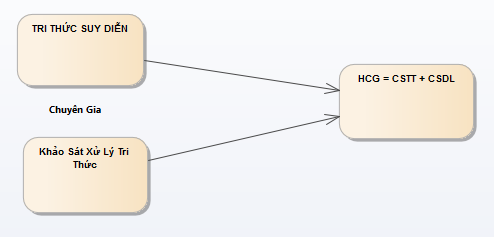 TRI THỨC SUY DIỄN
Chuyên Gia
Khảo Sát Xử Lý Tri
Thức
HCG = CSTT + CSDL